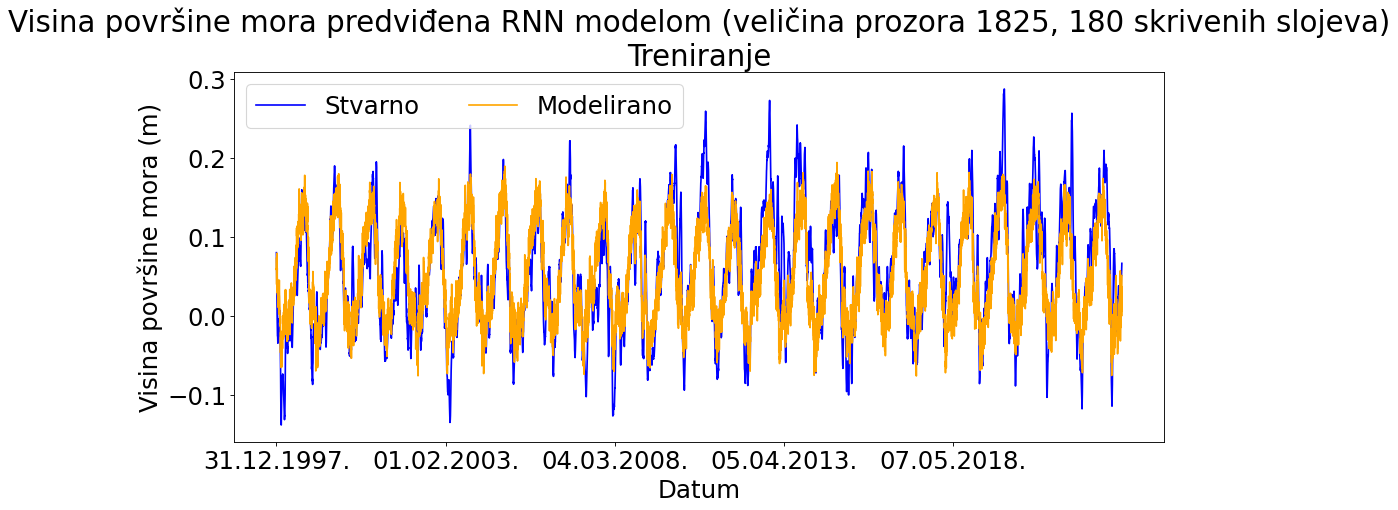 Visina površine mora predviđena RNN modelom (veličina prozora 1825, 180 skrivenih slojeva)
Treniranje
Stvarno
Modelirano
Visina površine mora (m)
0.3
0.2
0.1
0.0
−0.1
31.12.1997.
01.02.2003.
04.03.2008.
05.04.2013.
07.05.2018.
Datum